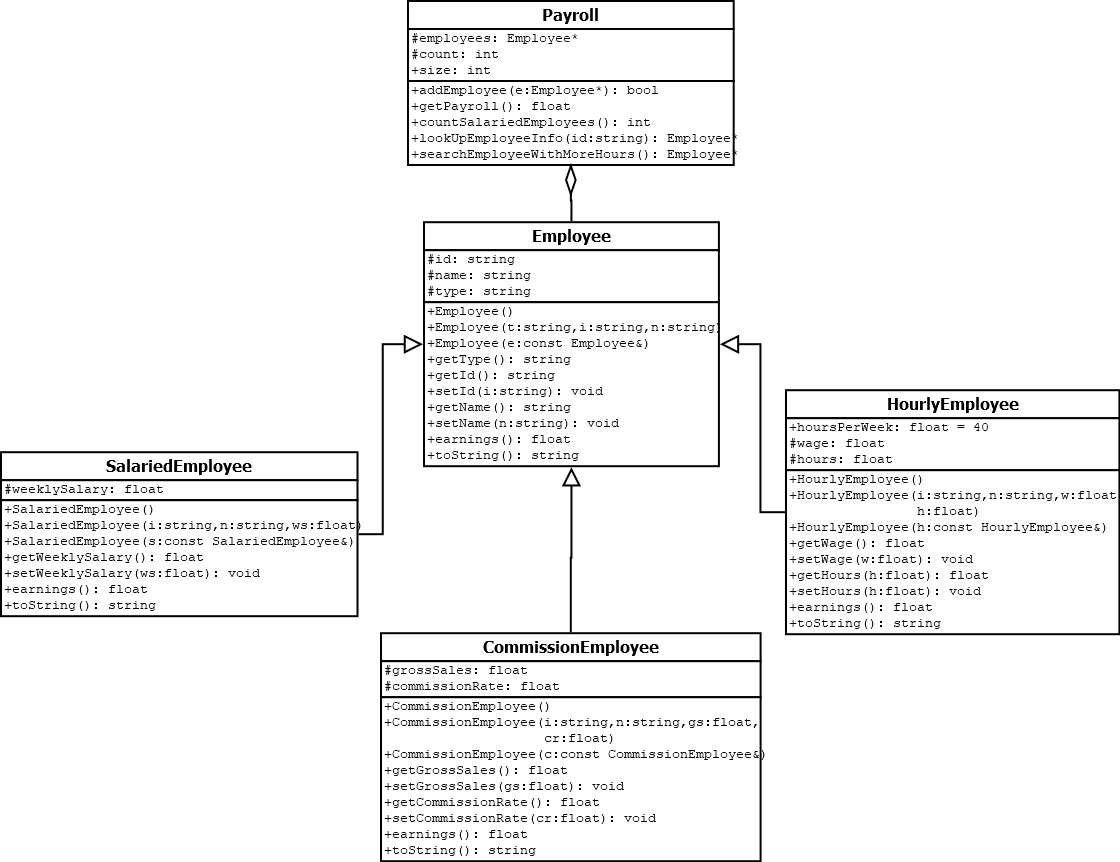 Payroll
#employees: Employee*
#count: int
+size: int
+addEmployee(e:Employee*): bool
+getPayroll(): float
+countSalariedEmployees(): int
+lookUpEmployeeInfo(id:string): Employee*
+searchEmployeeWithMoreHours(): Employee*
Employee
#id: string
#name: string
#type: string
+Employee()
+Employee(t:string,i:string,n:string)
+Employee(e:const Employee&)
+getType(): string
+getId(): string
+setId(i:string): void
+getName(): string
+setName(n:string): void
+earnings(): float
+toString(): string
SalariedEmployee
#weeklySalary: float
+SalariedEmployee()
+SalariedEmployee(i:string,n:string,ws:float)
+SalariedEmployee(s:const SalariedEmployee&)
+getWeeklySalary(): float
+setWeeklySalary(ws:float): void
+earnings(): float
+toString(): string
HourlyEmployee
+hoursPerWeek: float = 40
#wage: float
#hours: float
+HourlyEmployee()
+HourlyEmployee(i:string,n:string,w:float
h:float)
+HourlyEmployee(h:const HourlyEmployee&)
+getWage(): float
+setWage(w:float): void
+getHours(h:float): float
+setHours(h:float): void
+earnings(): float
+toString(): string
CommissionEmployee
#grossSales: float
#commissionRate: float
+CommissionEmployee()
+CommissionEmployee(i:string,n:string,gs:float,
cr:float)
+CommissionEmployee(c:const CommissionEmployee&)
+getGrossSales(): float
+setGrossSales(gs:float): void
+getCommissionRate(): float
+setCommissionRate(cr:float): void
+earnings(): float
+toString(): string